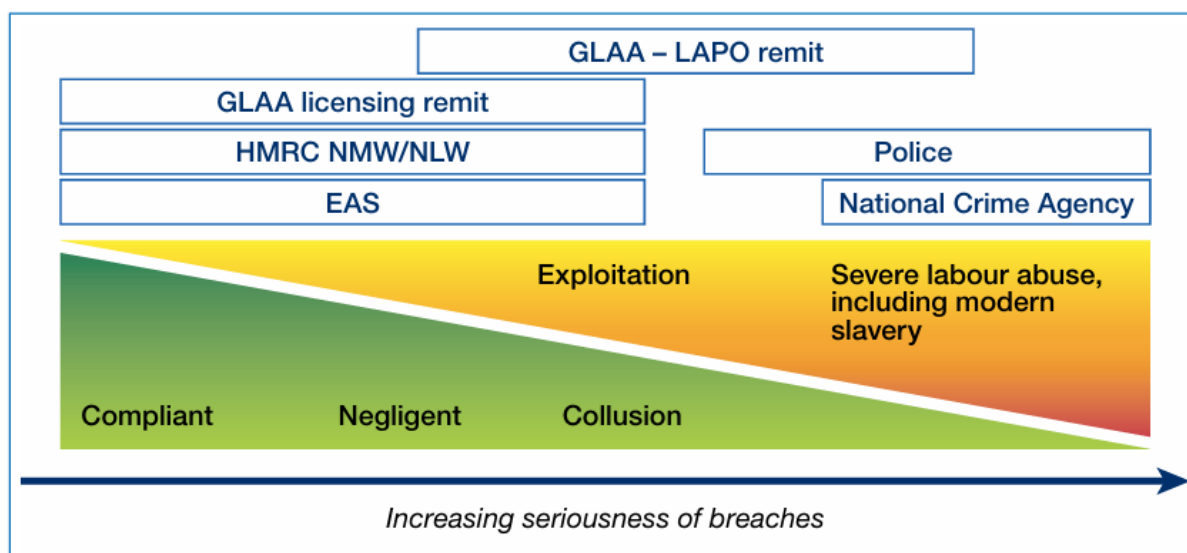 GLAA – LAPO remit
GLAA licensing remit
HMRC NMW/NLW
Police
EAS
National Crime Agency
Exploitation
Severe labour abuse,
including modern
slavery
Compliant
Negligent
Collusion
Increasing seriousness of breaches